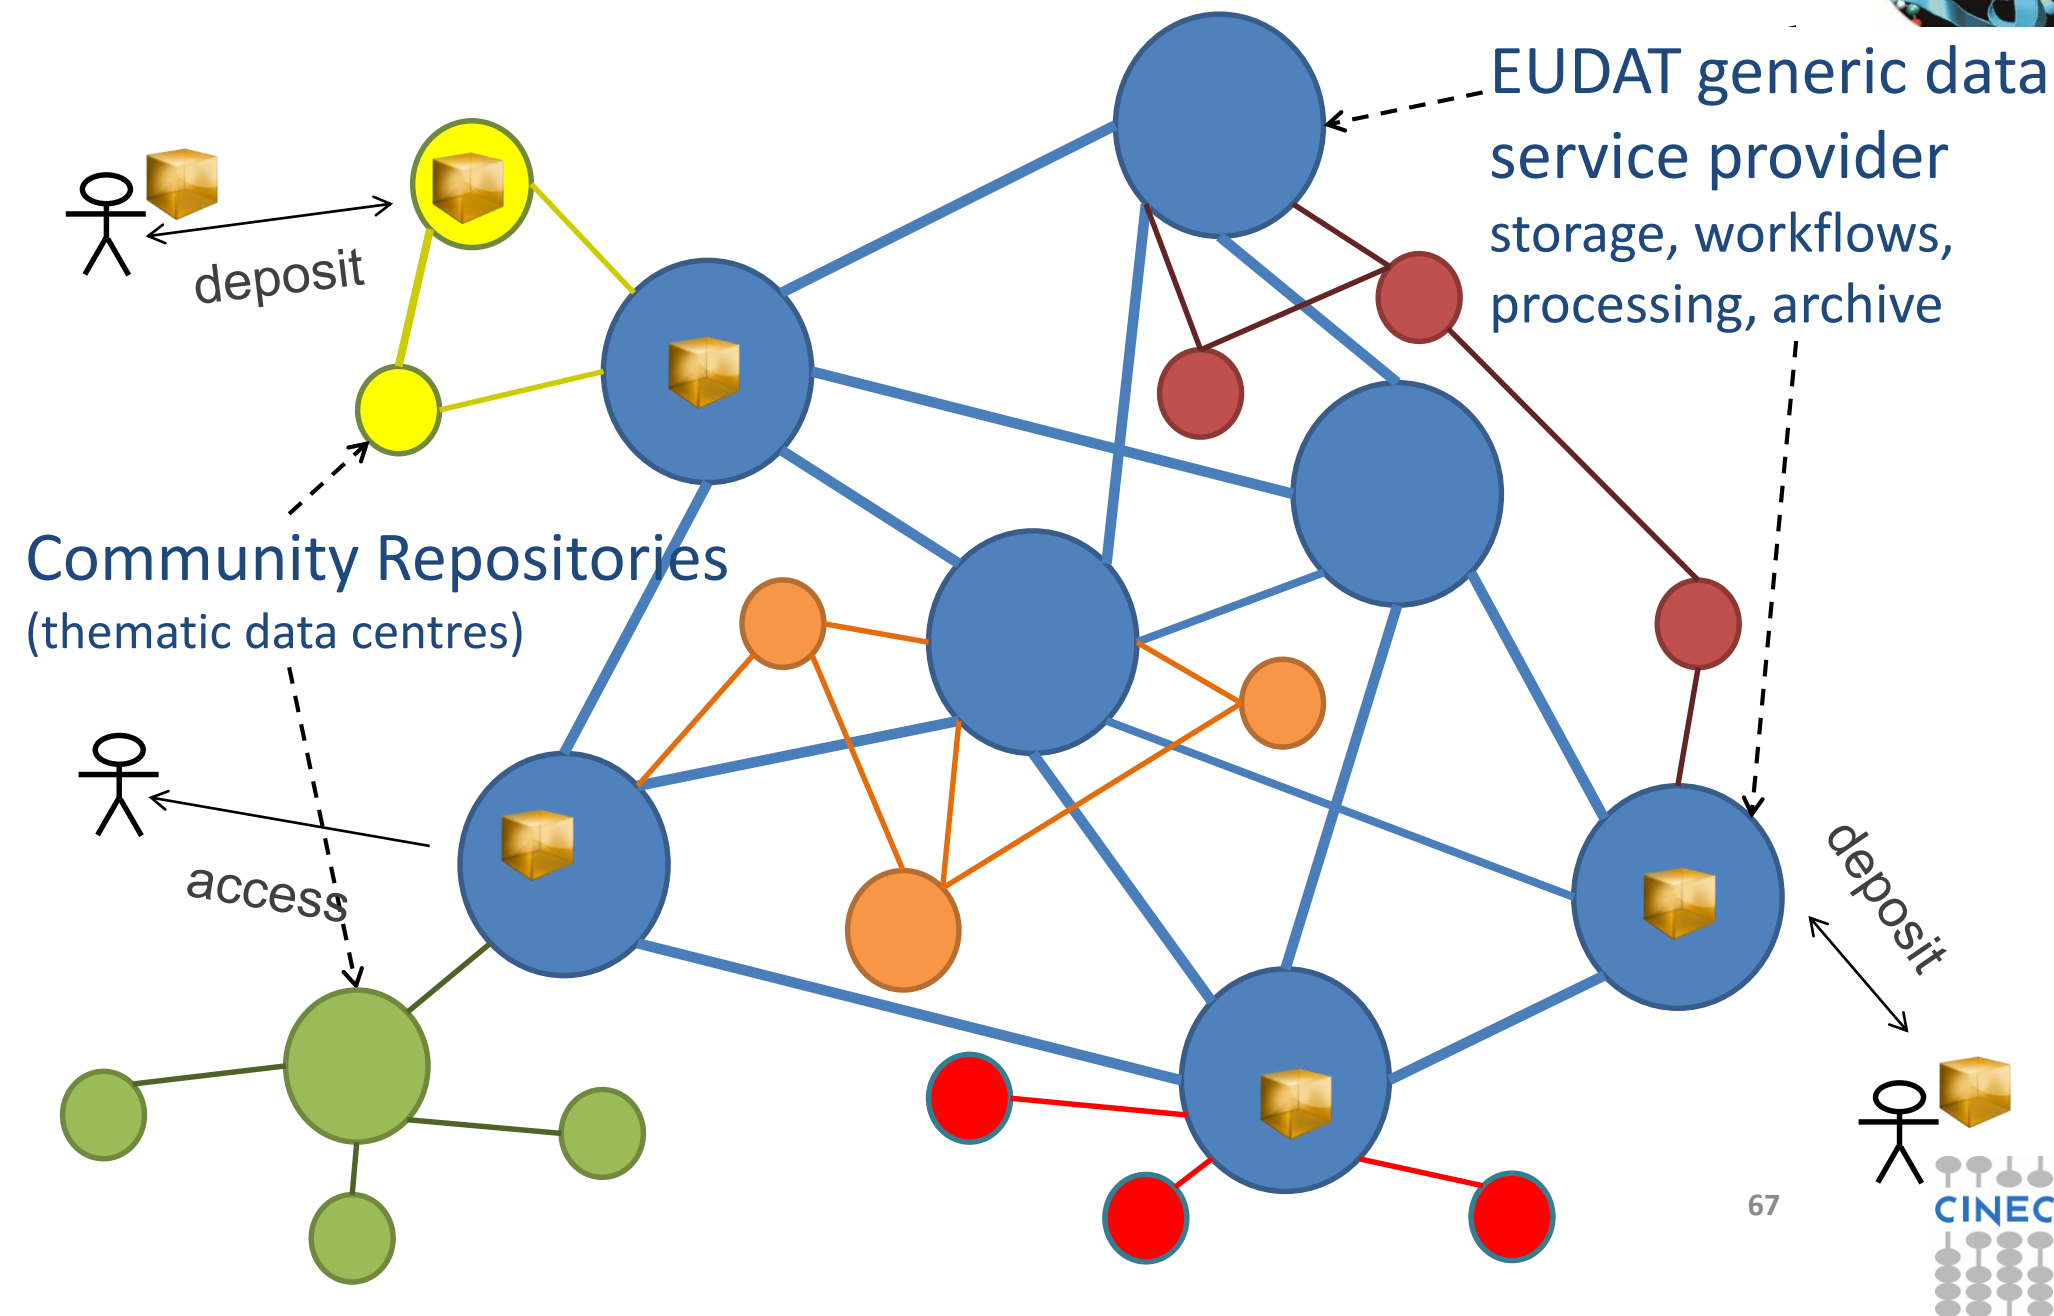 EUDAT generic data
service provider
storage, workflows,
processing, archive
deposit
Community Repositories
(thematic data centres)
access
deposit
67
CINEC